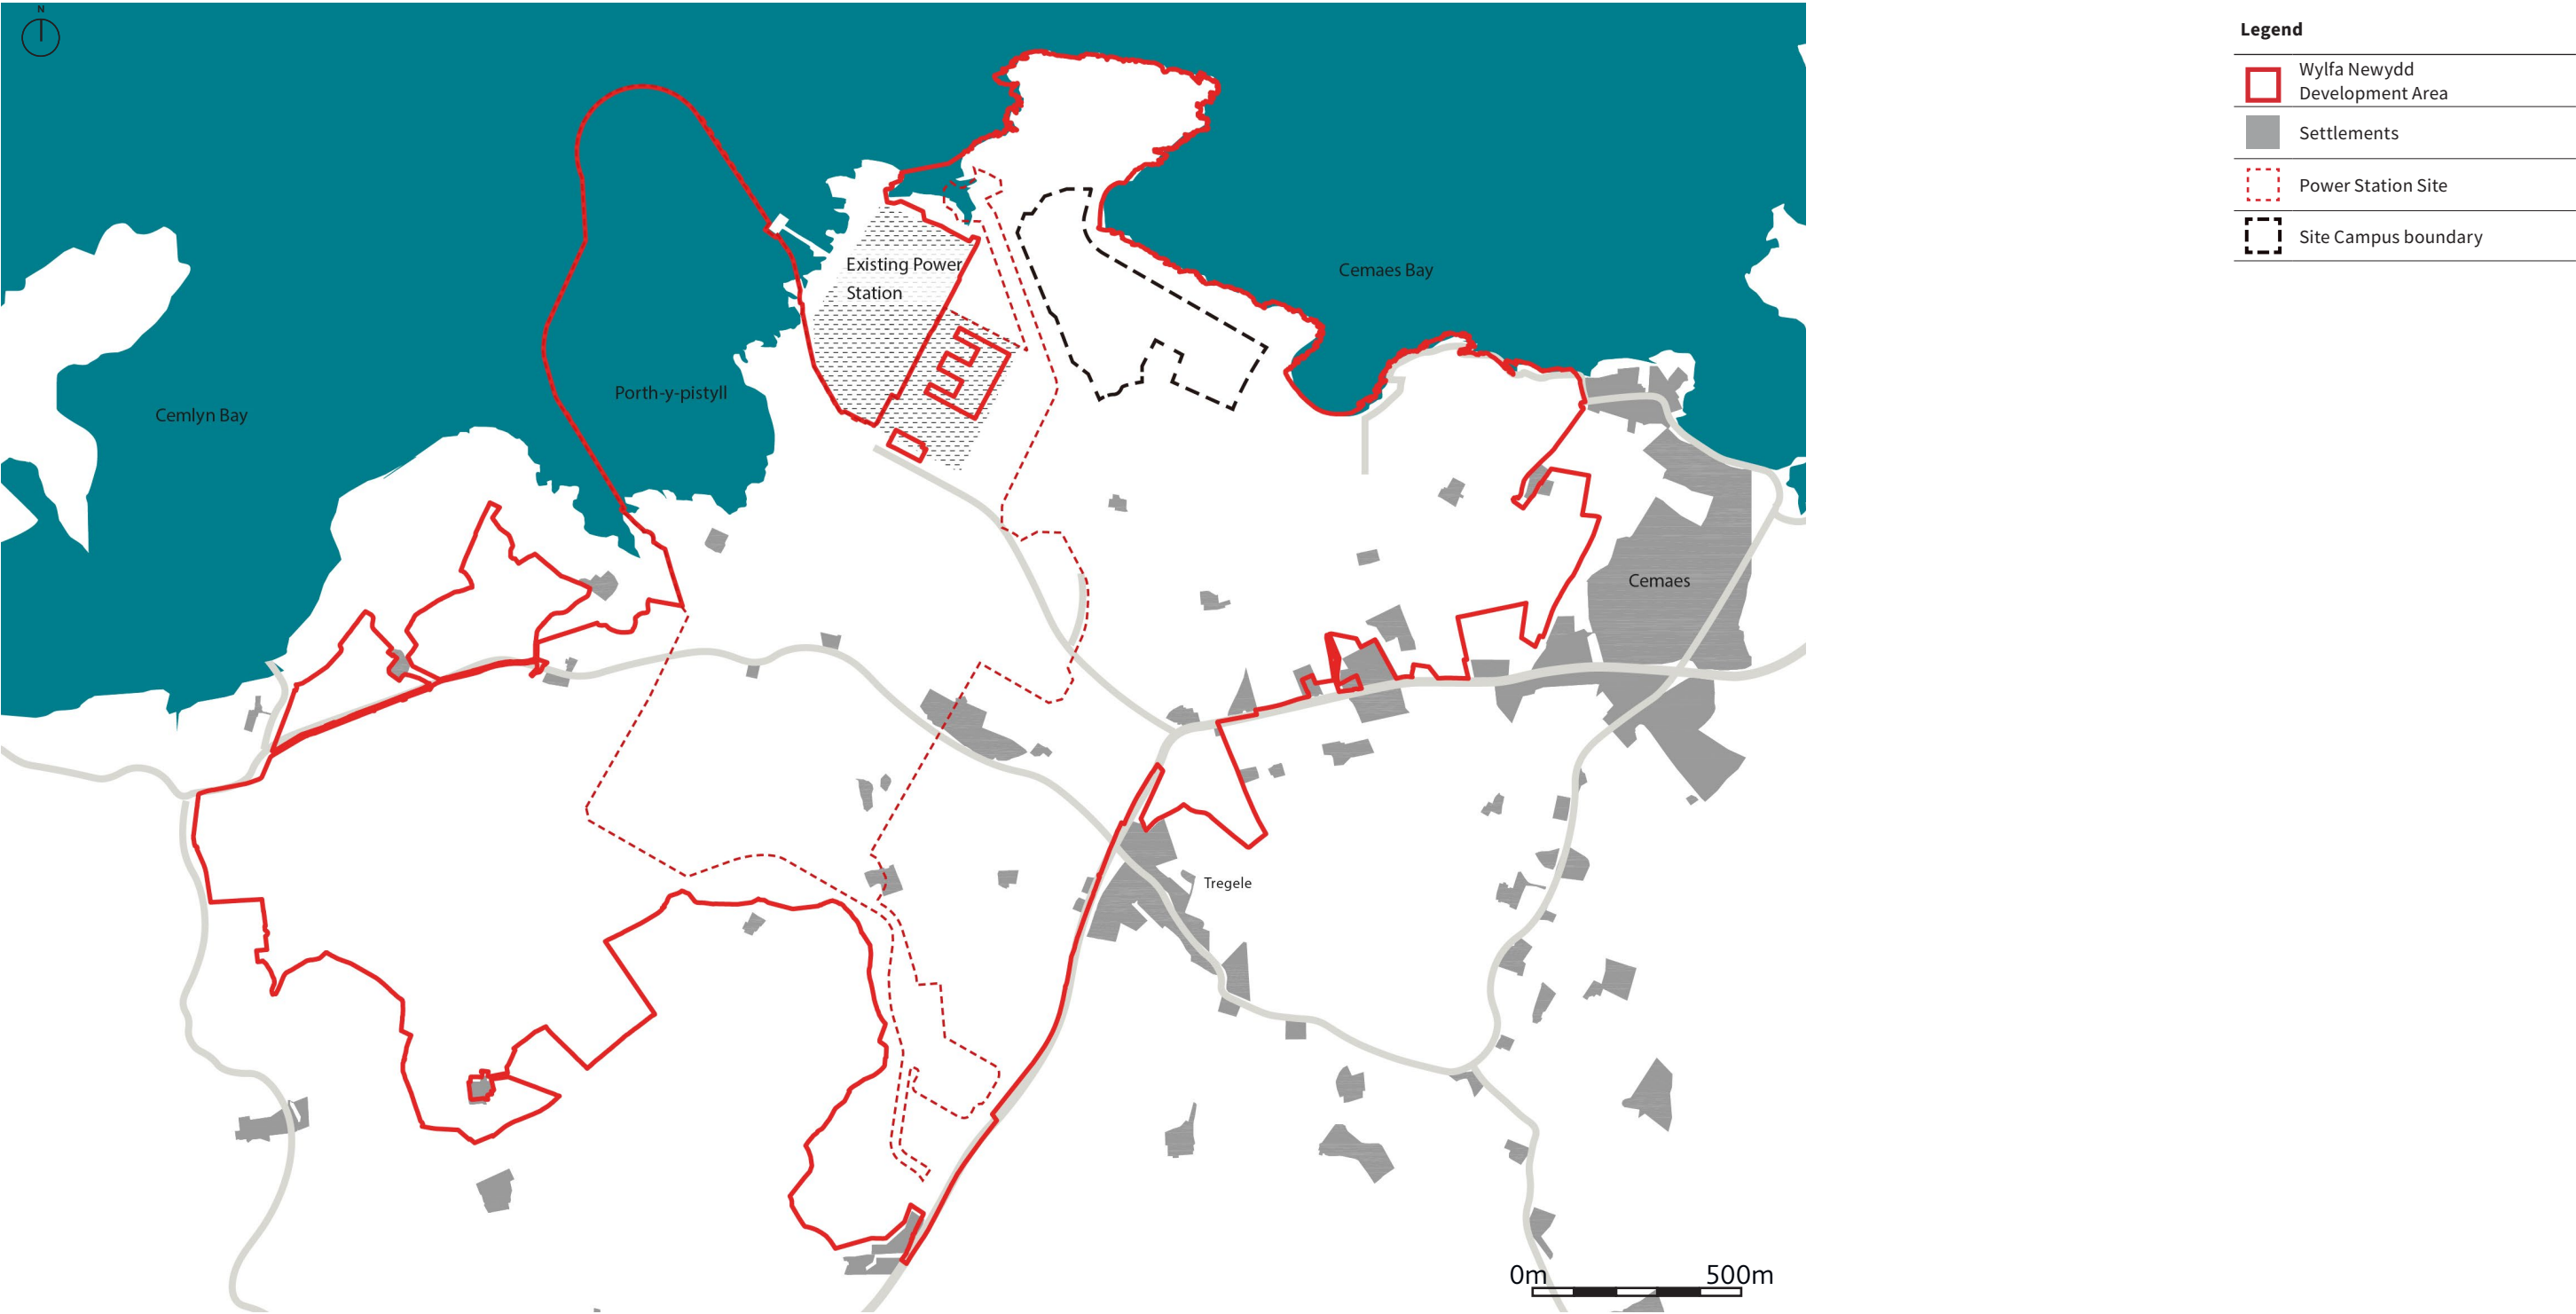 N
Legend
Wylfa Newydd
Development Area
Settlements
Power Station Site
Site Campus boundary
Existing Power
Station
Cemaes Bay
Porth-y-pistyll
Cemlyn Bay
Cemaes
Tregele
0m 500m